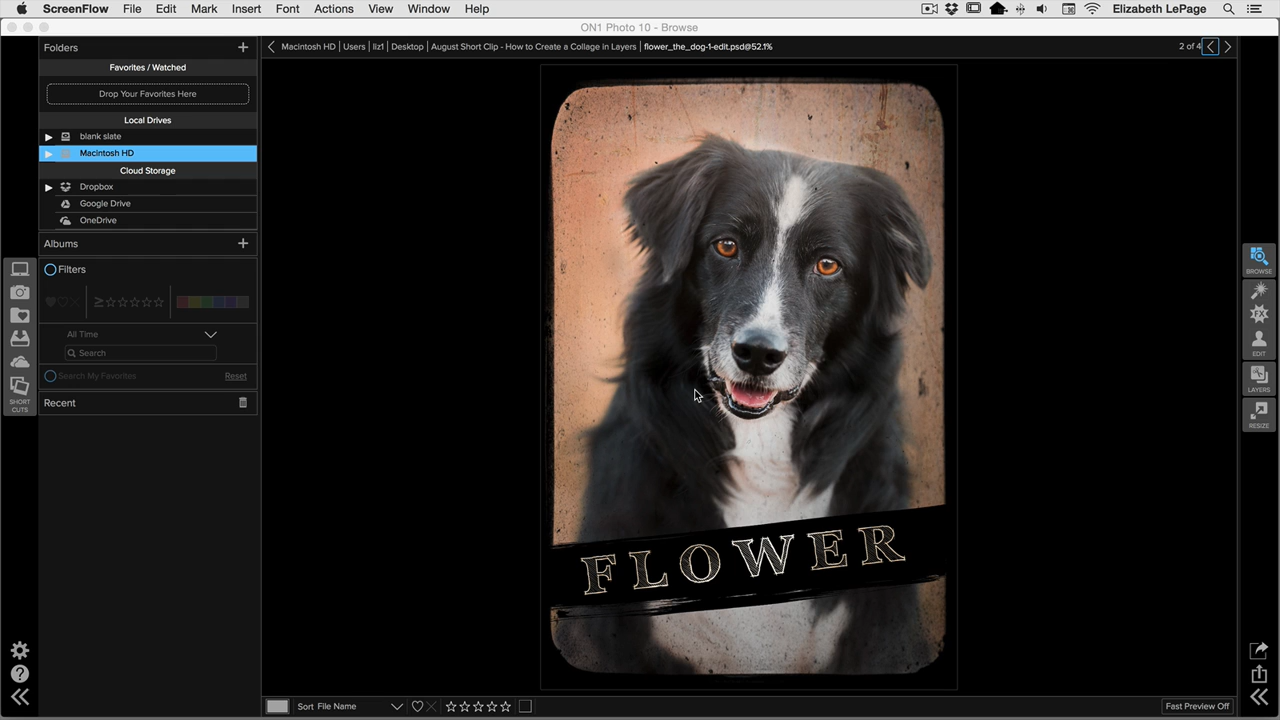 ScreenFlow File Edit Mark Insert Font Actions View Window Help Elizabeth LePage
ON1 Photo 10 - Browse
Folders +
Macintosh HD | Users | liz1 | Desktop | August Short Clip - How to Create a Collage in Layers | flower_the_dog-1-edit.psd@52.1%
2 of 4
Favorites / Watched
Drop Your Favorites Here
Local Drives
blank slate
Macintosh HD
Cloud Storage
Dropbox
Google Drive
OneDrive
Albums +
Filters
All Time
Search
Search My Favorites Reset
Recent
SHORT
CUTS
FLOWER
BROWSE
FX
EDIT
LAYERS
RESIZE
Sort File Name
Fast Preview Off